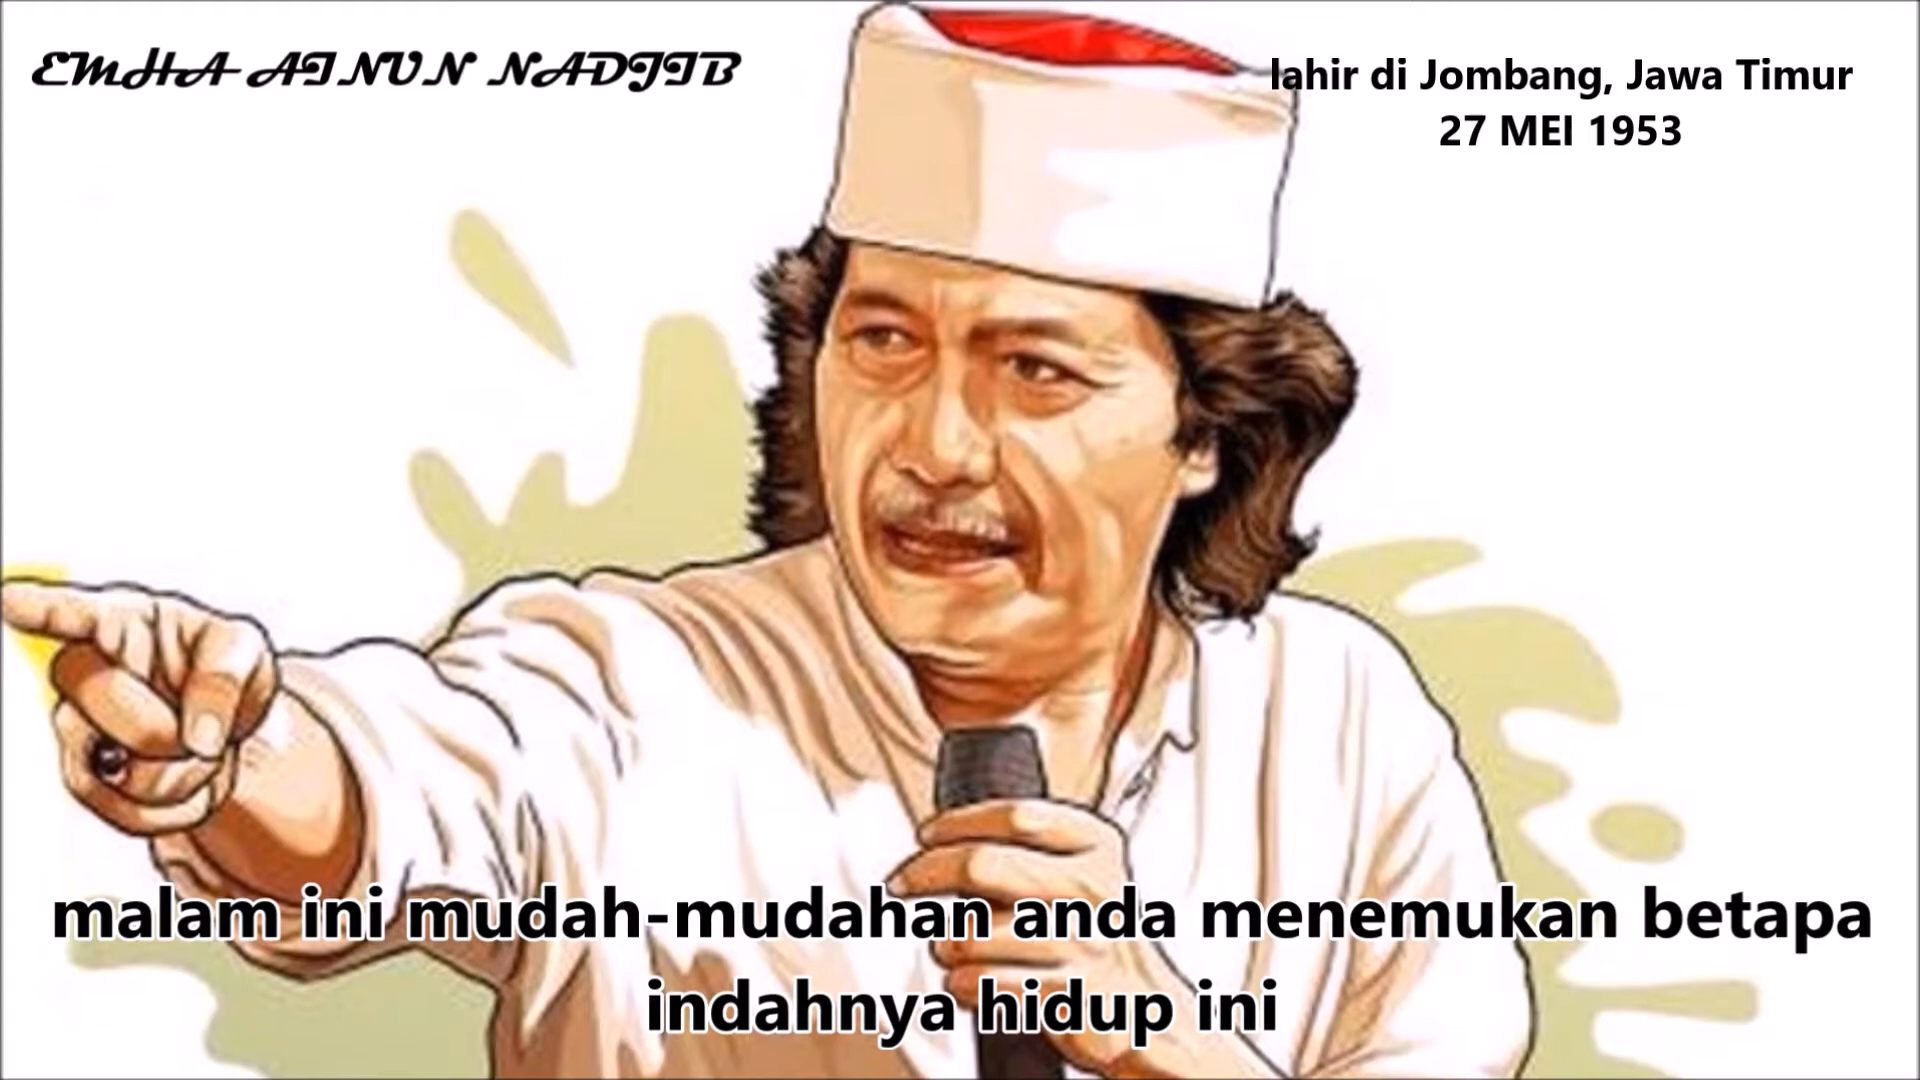 EMHA AINUN NADJIB
lahir di Jombang, Jawa Timur
27 MEI 1953
malam ini mudah-mudahan anda menemukan betapa
indahnya hidup ini